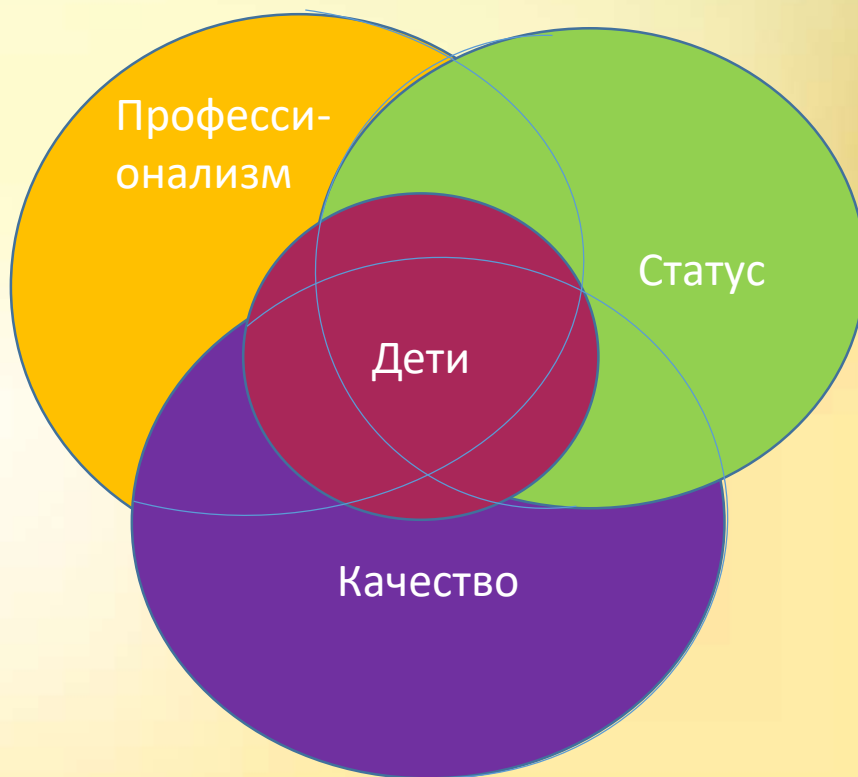 Професси-
онализм
Статус
Дети
Качество